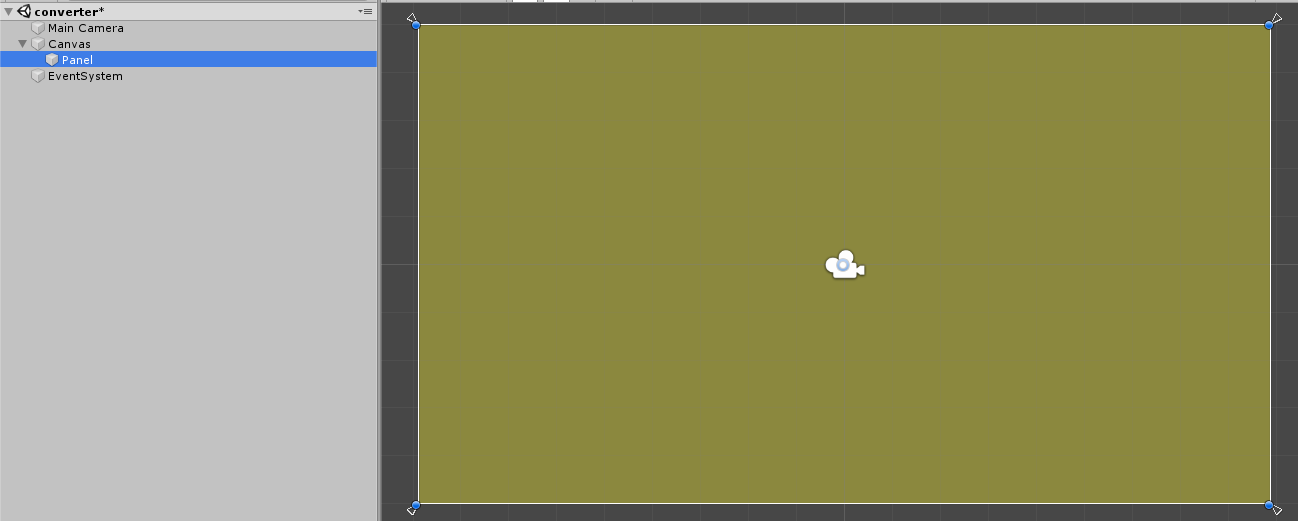 converter*
Main Camera
Canvas
Panel
EventSystem